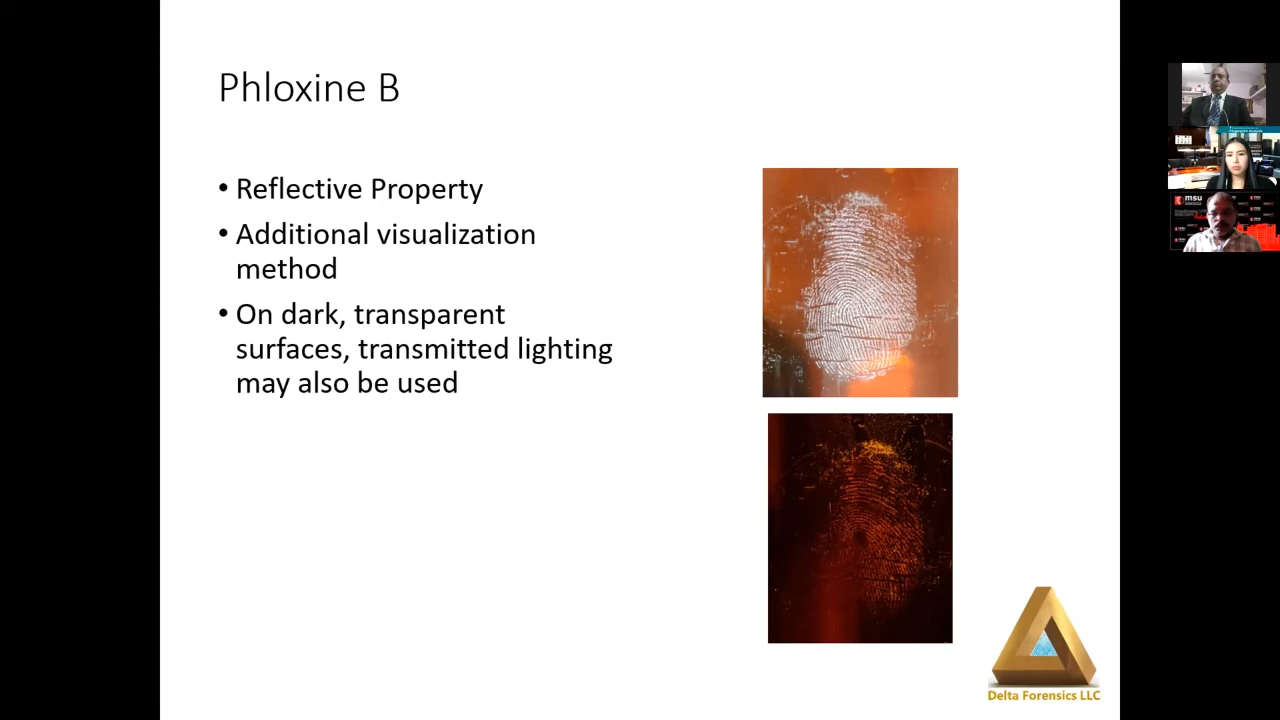 Phloxine B
• Reflective Property
• Additional visualization
method
• On dark, transparent
surfaces, transmitted lighting
may also be used
Delta Forensics LLC
msu